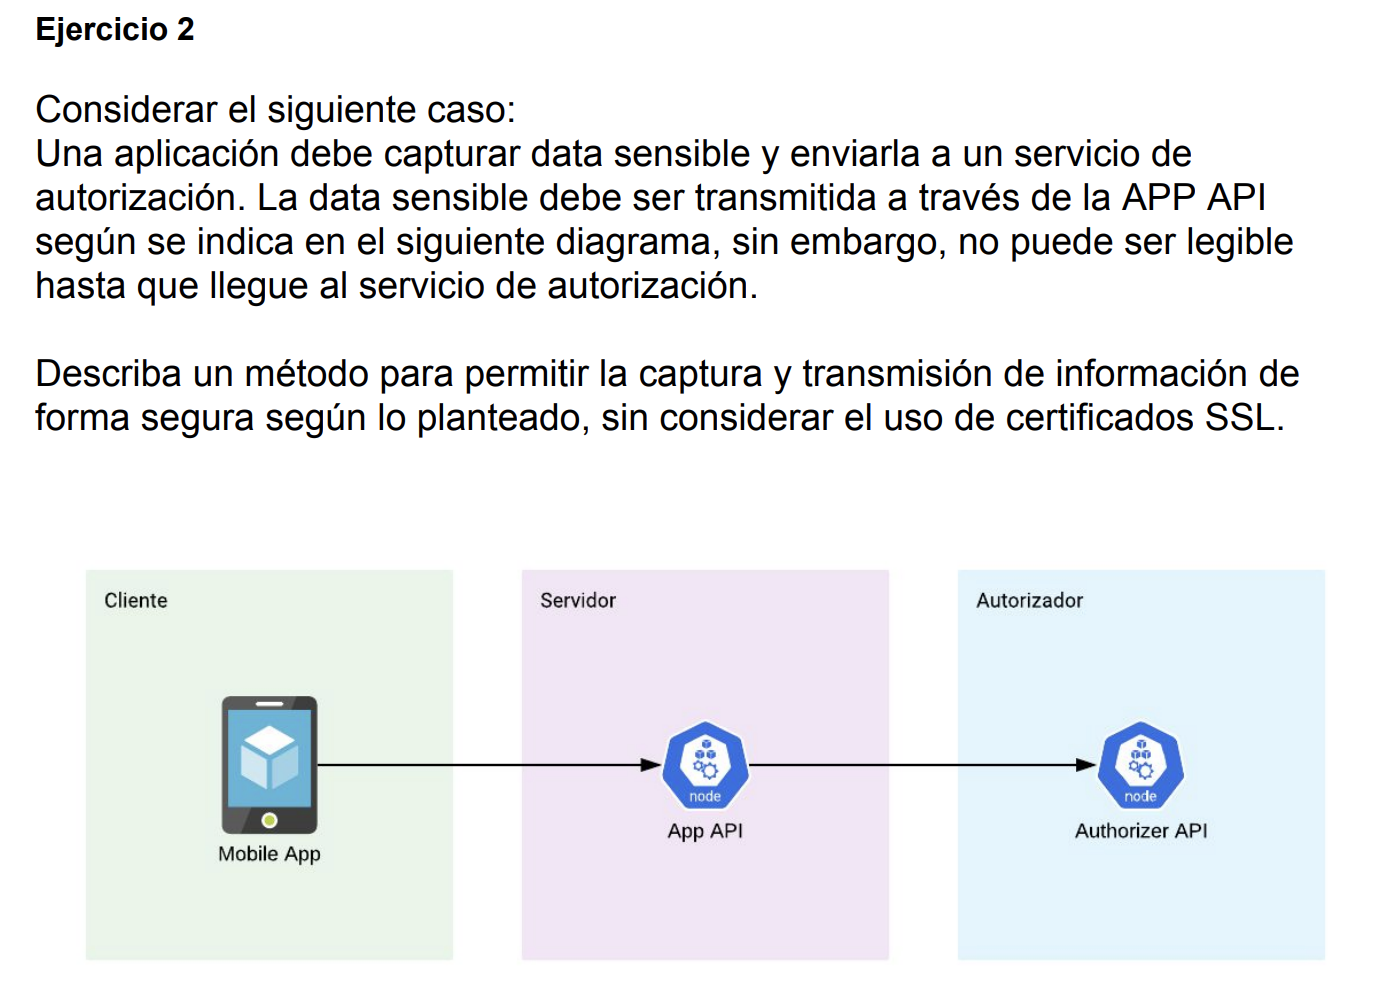 Ejercicio 2
Considerar el siguiente caso:
Una aplicación debe capturar data sensible y enviarla a un servicio de
autorización. La data sensible debe ser transmitida a través de la APP API
según se indica en el siguiente diagrama, sin embargo, no puede ser legible
hasta que llegue al servicio de autorización.
Describa un método para permitir la captura y transmisión de información de
forma segura según lo planteado, sin considerar el uso de certificados SSL.
Cliente
Servidor
Autorizador
node
node
App API
Authorizer API
Mobile App